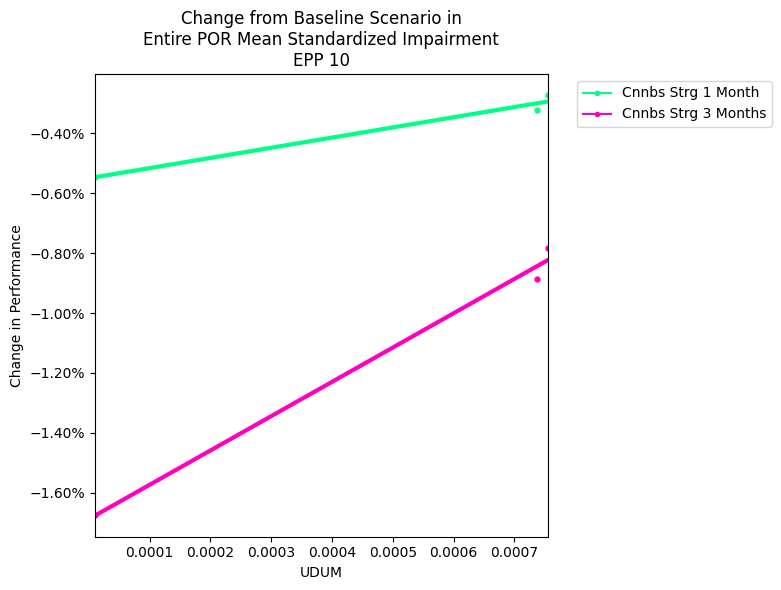 Change from Baseline Scenario in
Entire POR Mean Standardized Impairment
EPP 10
Cnnbs Strg 1 Month
Cnnbs Strg 3 Months
Change in Performance
−0.40%
−0.60%
−0.80%
−1.00%
−1.20%
−1.40%
−1.60%
0.0001 0.0002 0.0003 0.0004 0.0005 0.0006 0.0007
UDUM